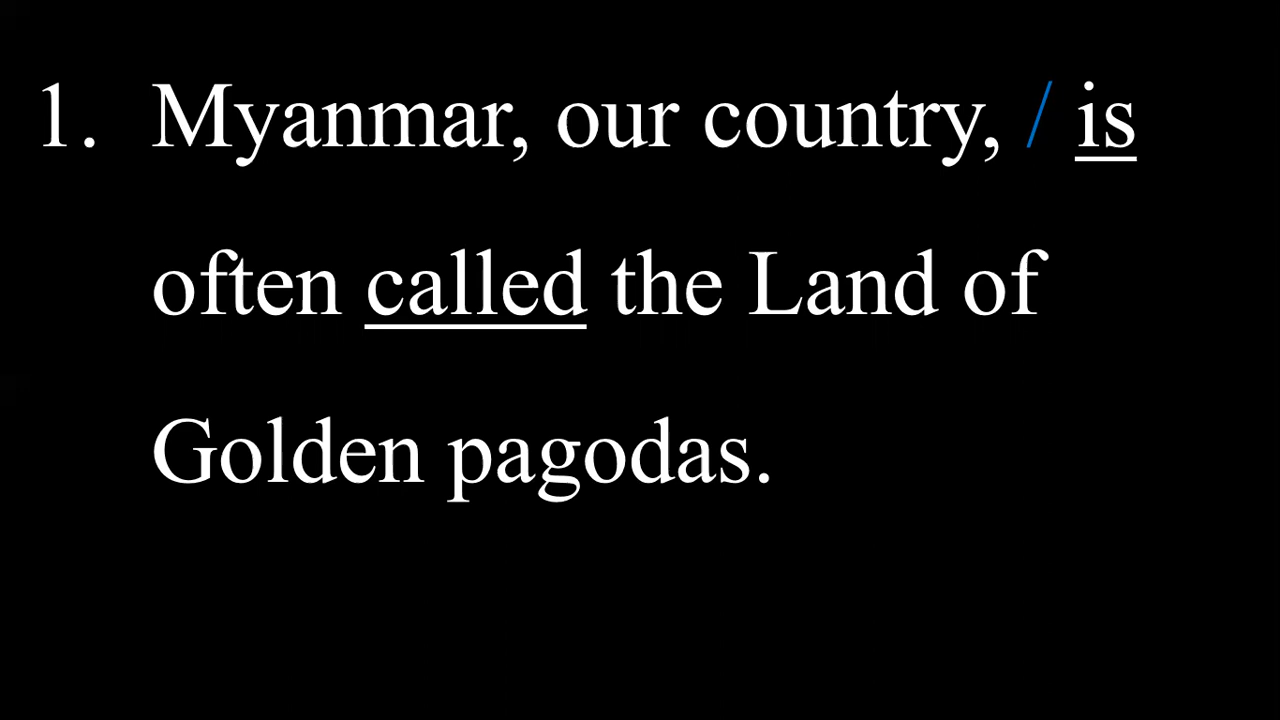 1. Myanmar, our country, / is
often called the Land of
Golden pagodas.